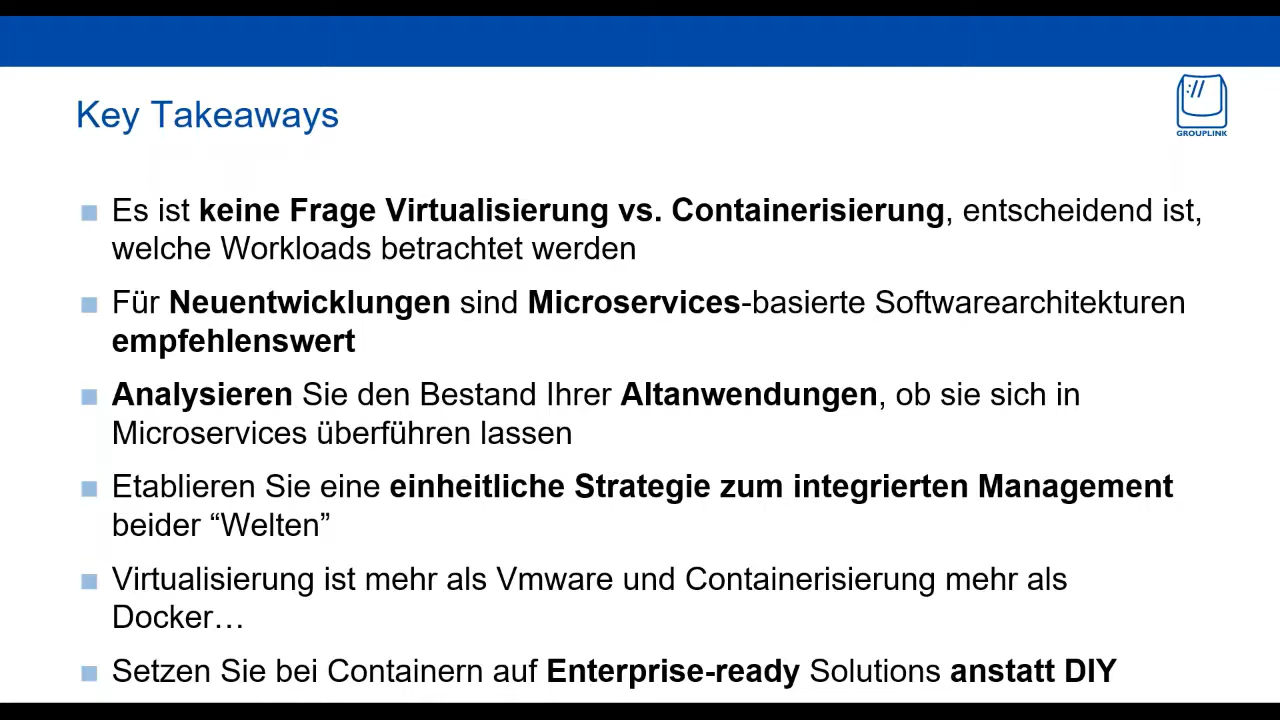 Key Takeaways
://
GROUPLINK
Es ist keine Frage Virtualisierung vs. Containerisierung, entscheidend ist,
welche Workloads betrachtet werden
Für Neuentwicklungen sind Microservices-basierte Softwarearchitekturen
empfehlenswert
Analysieren Sie den Bestand Ihrer Altanwendungen, ob sie sich in
Microservices überführen lassen
Etablieren Sie eine einheitliche Strategie zum integrierten Management
beider “Welten”
Virtualisierung ist mehr als Vmware und Containerisierung mehr als
Docker…
Setzen Sie bei Containern auf Enterprise-ready Solutions anstatt DIY